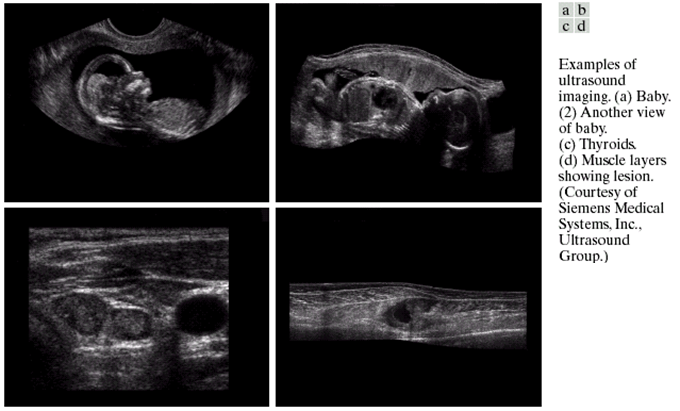 a b
c d
Examples of
ultrasound
imaging. (a) Baby.
(2) Another view
of baby.
(c) Thyroids.
(d) Muscle layers
showing lesion.
(Courtesy of
Siemens Medical
Systems, Inc.,
Ultrasound
Group.)